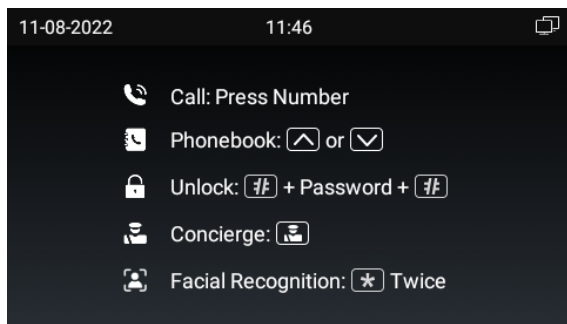 11-08-2022 11:46
Call: Press Number
Phonebook: or
Unlock: # + Password + #
Concierge:
Facial Recognition: * Twice